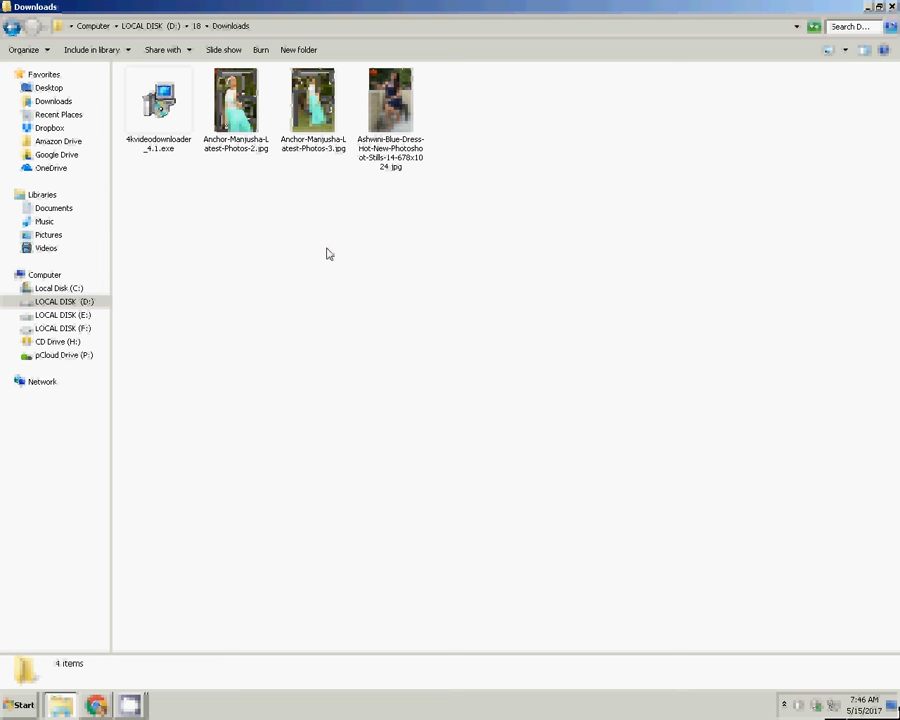 Downloads
Computer LOCAL DISK (D:) 18 Downloads
Search D...
Organize Include in library Share with Slide show Burn New folder
Favorites
Desktop
Downloads
Recent Places
Dropbox
Amazon Drive
Google Drive
OneDrive
Libraries
Documents
Music
Pictures
Videos
Computer
Local Disk (C:)
LOCAL DISK (D:)
LOCAL DISK (E:)
LOCAL DISK (F:)
CD Drive (H:)
pCloud Drive (P:)
Network
4kvideodownloader
_4.1.exe
Anchor-Manjusha-L
atest-Photos-2.jpg
Anchor-Manjusha-L
atest-Photos-3.jpg
Ashwini-Blue-Dress-
Hot-New-Photosho
ot-Stills-14-678x10
24.jpg
4 items
Start
7:46 AM
5/15/2017